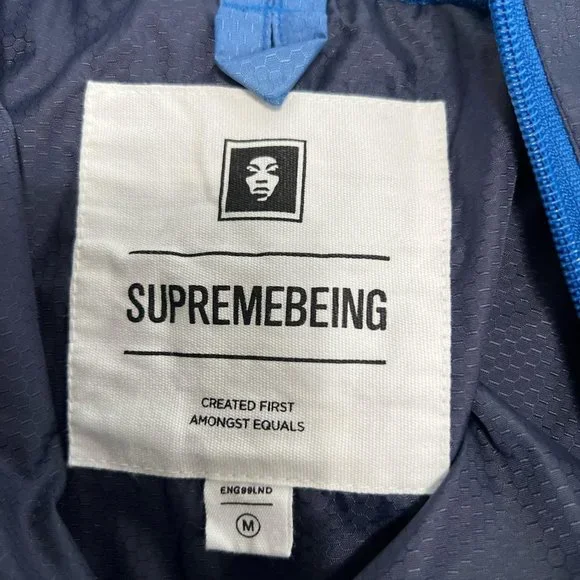 SUPREMEBEING
CREATED FIRST
AMONGST EQUALS
ENG99LND
M